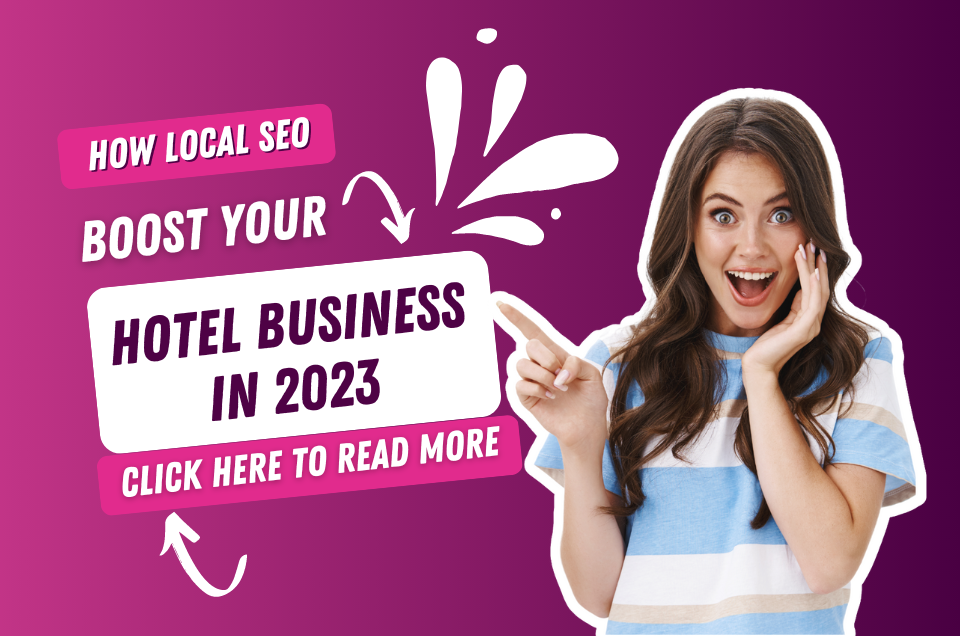 HOW LOCAL SEO
BOOST YOUR
HOTEL BUSINESS
IN 2023
CLICK HERE TO READ MORE